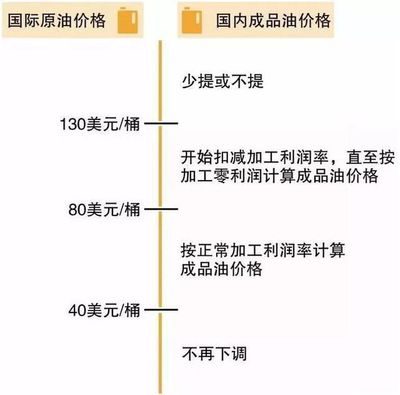 国际原油价格
国内成品油价格
少提或不提
130美元/桶
开始扣减加工利润率，直至按
加工零利润计算成品油价格
80美元/桶
按正常加工利润率计算
成品油价格
40美元/桶
不再下调